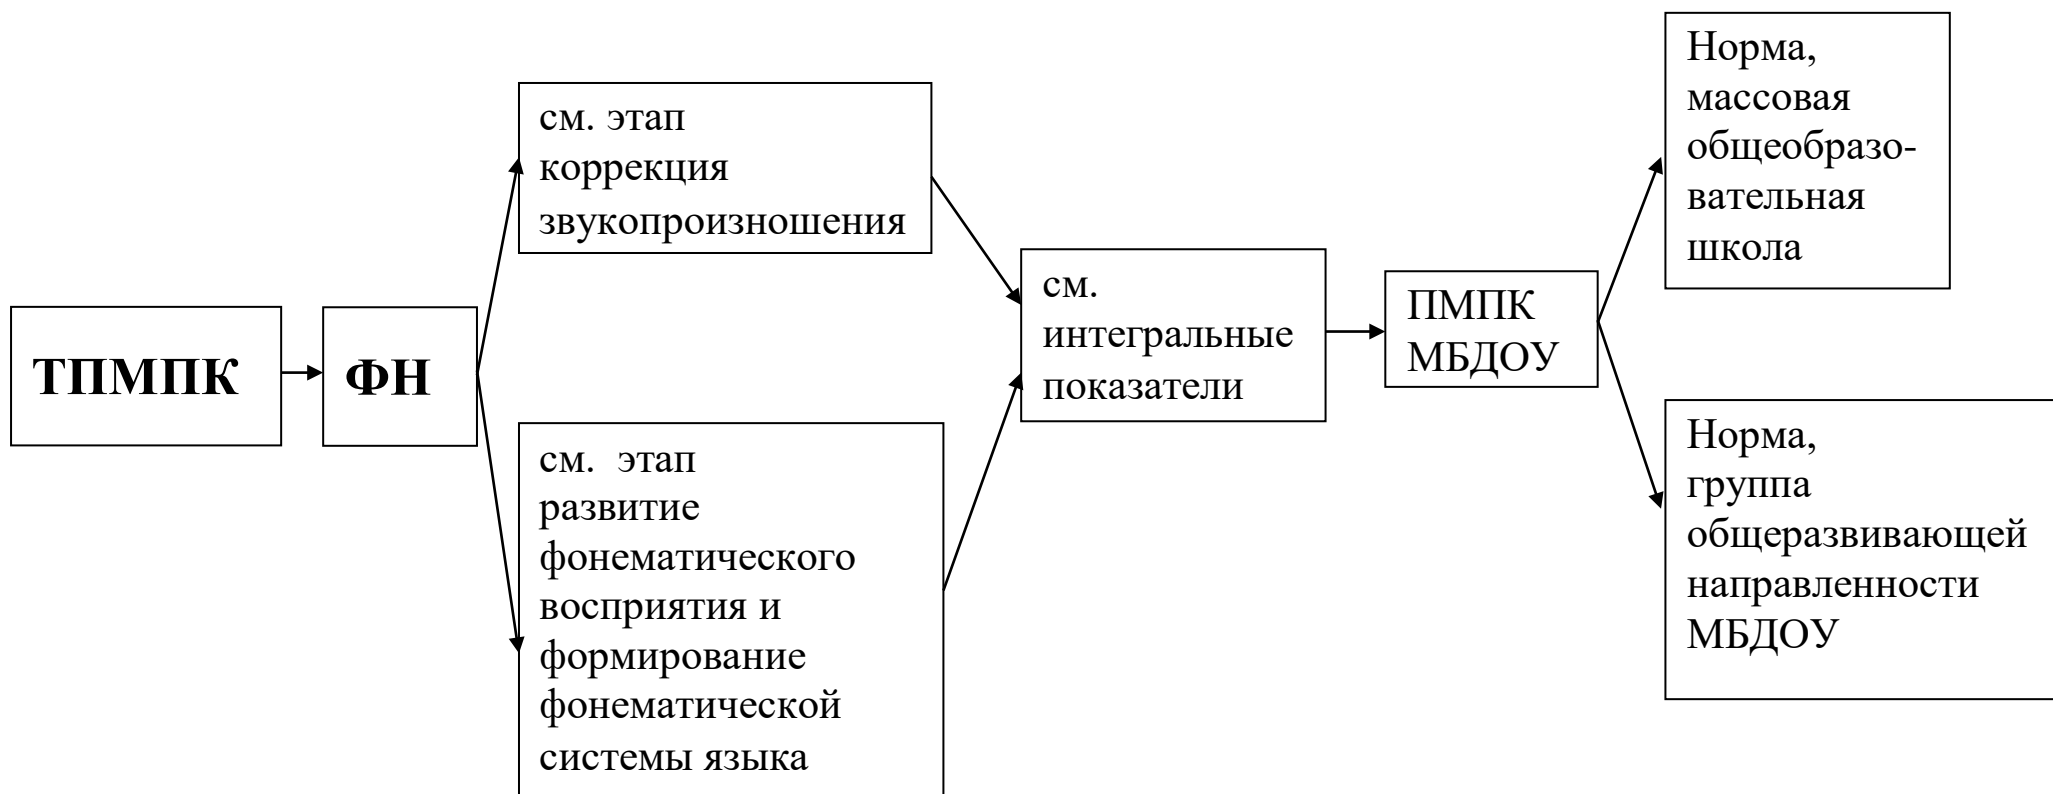 ТПМПК
ФН
см. этап
коррекция
звукопроизношения
см.  этап
развитие
фонематического
восприятия и
формирование
фонематической
системы языка
см.
интегральные
показатели
ПМПК
МБДОУ
Норма,
массовая
общеобразо-
вательная
школа
Норма,
группа
общеразвивающей
направленности
МБДОУ